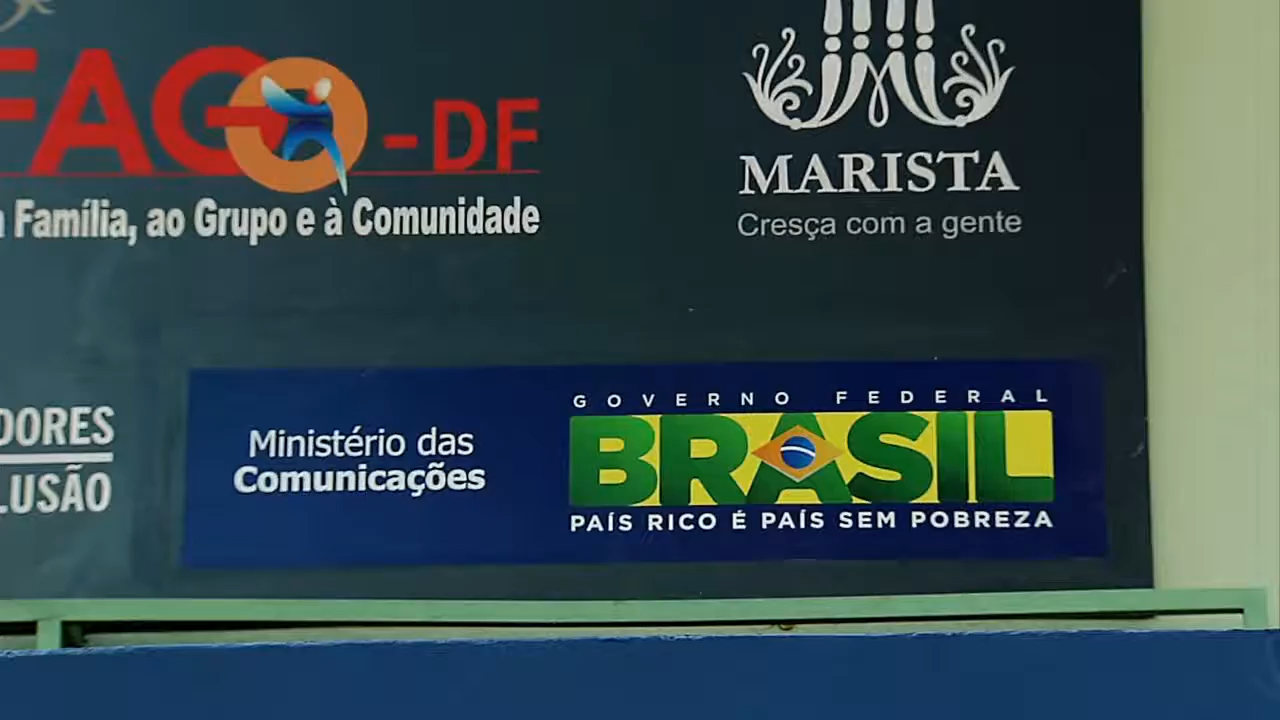 FAGO-DF
Família, ao Grupo e à Comunidade
MARISTA
Cresça com a gente
DORES
LUSÃO
Ministério das
Comunicações
GOVERNO FEDERAL
BRASIL
PAÍS RICO É PAÍS SEM POBREZA